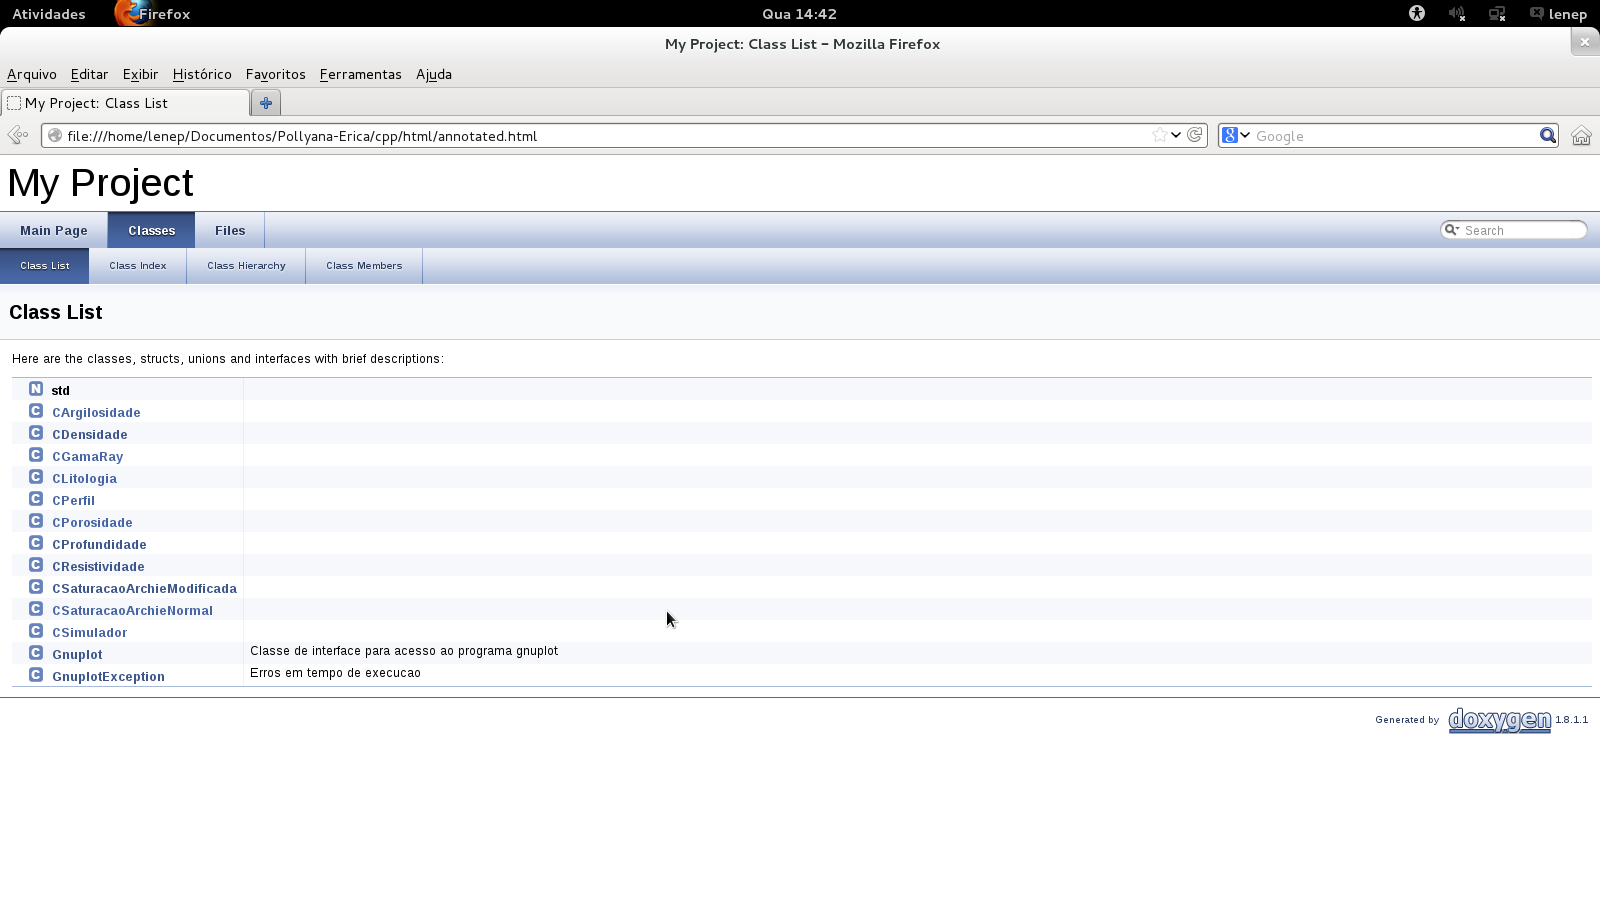 Atividades Firefox Qua 14:42 lenep
My Project: Class List - Mozilla Firefox
Arquivo Editar Exibir Histórico Favoritos Ferramentas Ajuda
My Project: Class List
file:///home/lenep/Documentos/Pollyana-Erica/cpp/html/annotated.html Google
My Project
Main Page Classes Files Search
Class List Class Index Class Hierarchy Class Members
Class List
Here are the classes, structs, unions and interfaces with brief descriptions:
N std
C CArgilosidade
C CDensidade
C CGamaRay
C CLitologia
C CPerfil
C CPorosidade
C CProfundidade
C CResistividade
C CSaturacaoArchieModificada
C CSaturacaoArchieNormal
C CSimulador
C Gnuplot Classe de interface para acesso ao programa gnuplot
C GnuplotException Erros em tempo de execucao
Generated by doxygen 1.8.1.1